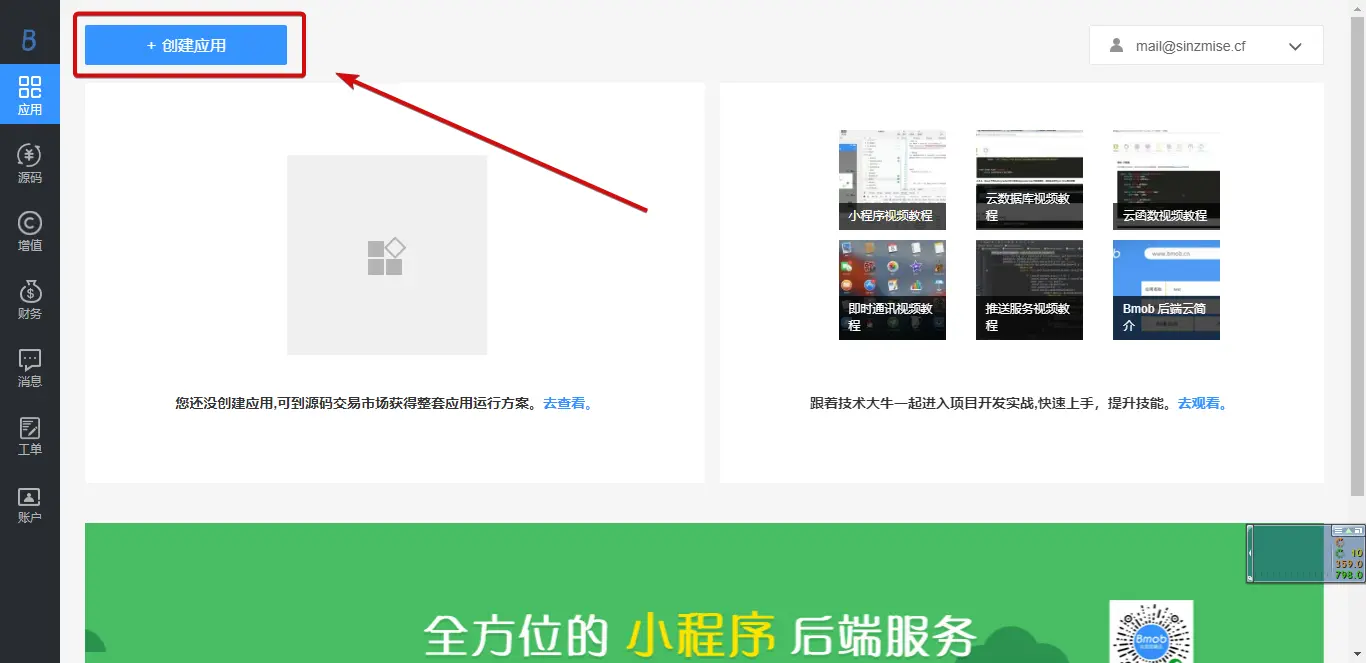 B
+ 创建应用
mail@sinzmise.cf
应用
源码
增值
财务
消息
工单
账户
小程序视频教程
云数据库视频教
程
云函数视频教程
即时通讯视频教
程
推送服务视频教
程
www.bmob.cn
Bmob 后端云简
介
您还没创建应用,可到源码交易市场获得整套应用运行方案。去查看。
跟着技术大牛一起进入项目开发实战,快速上手，提升技能。去观看。
10
359.0
798.0
全方位的 小程序 后端服务
Bmob